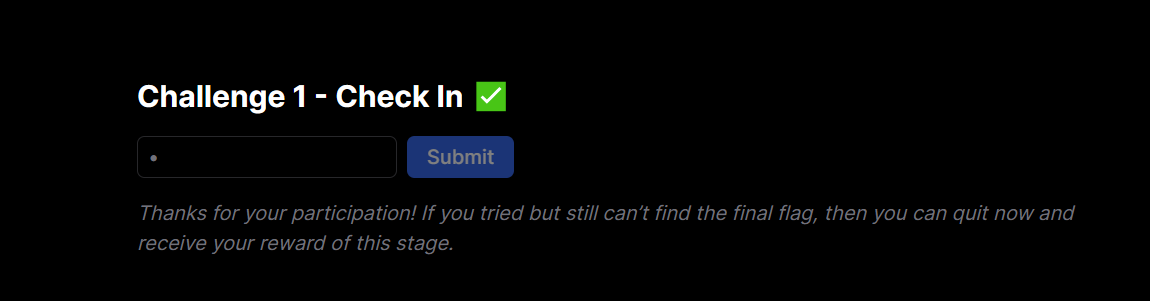 Challenge 1 - Check In ✅
•
Submit
Thanks for your participation! If you tried but still can’t find the final flag, then you can quit now and
receive your reward of this stage.